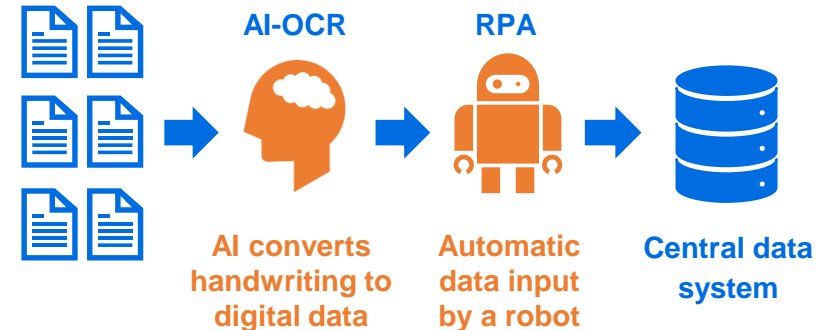 AI-OCR
RPA
AI converts
handwriting to
digital data
Automatic
data input
by a robot
Central data
system